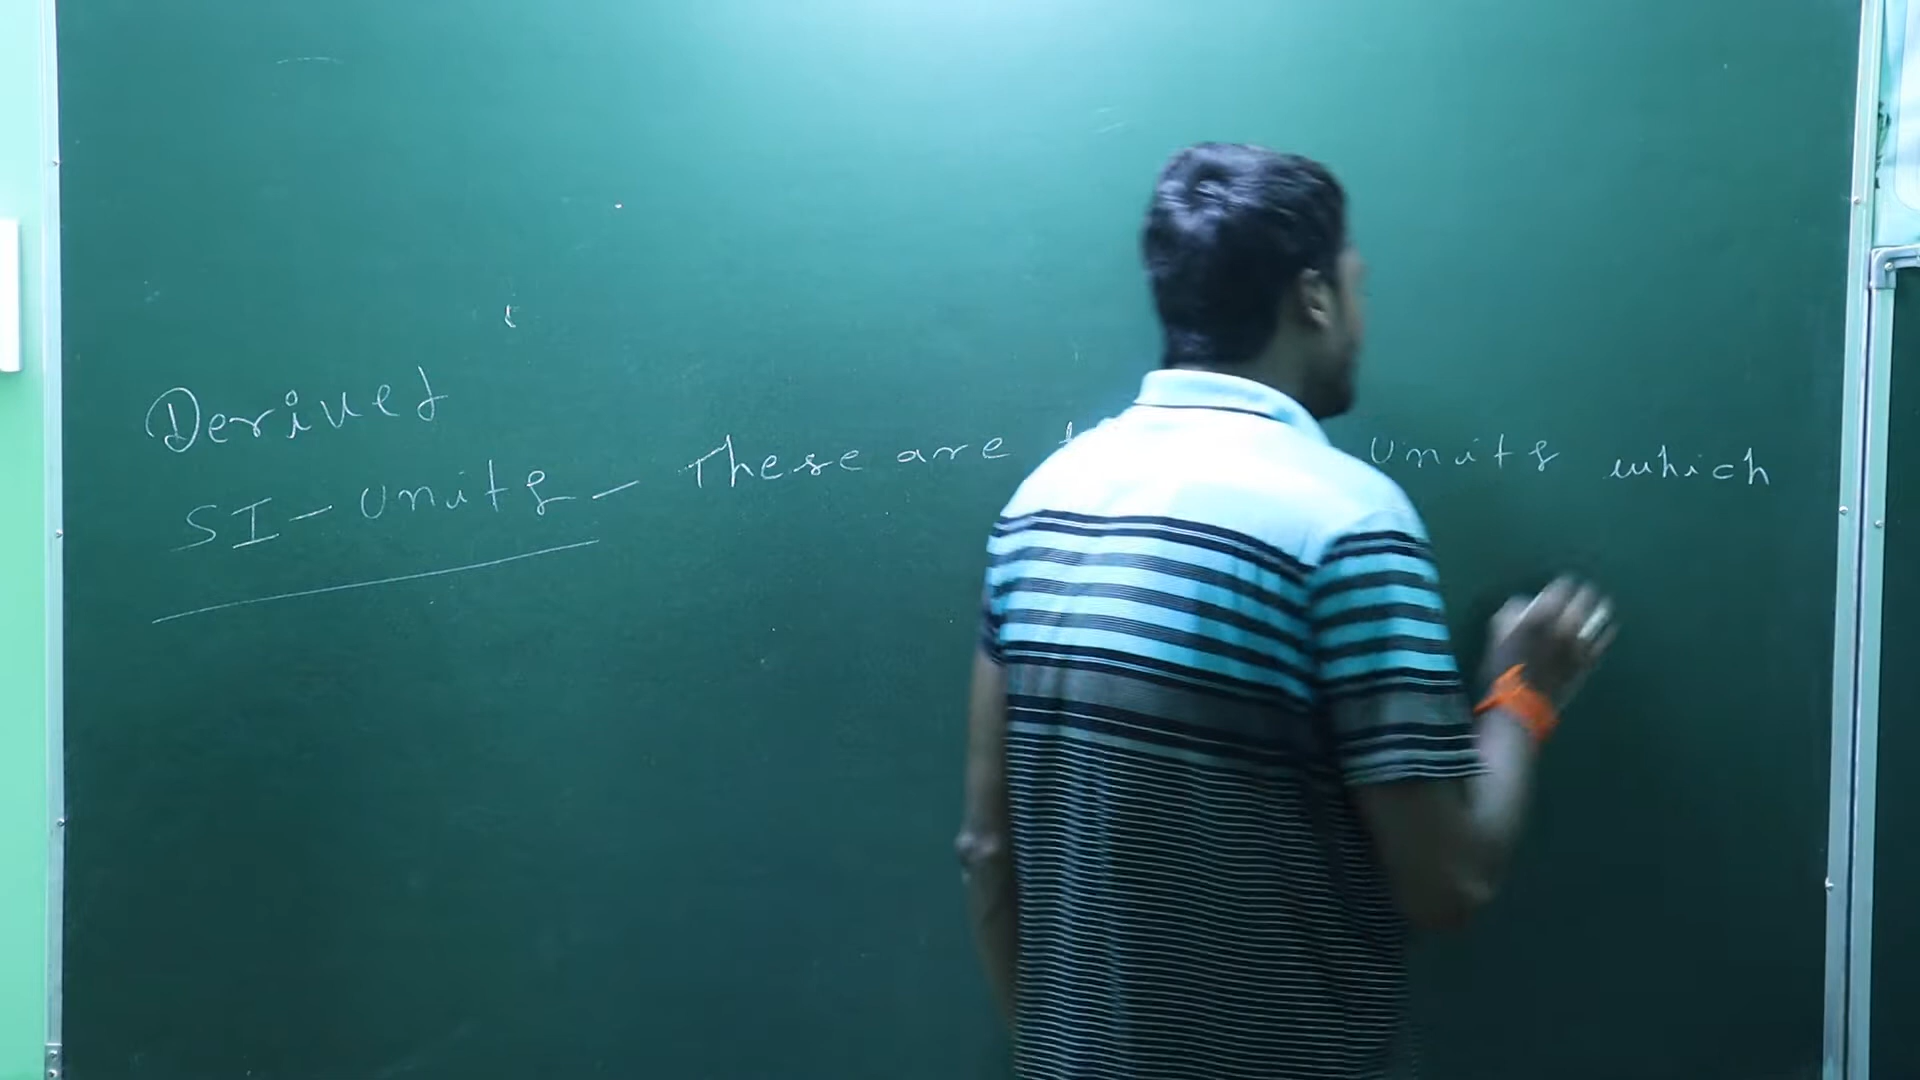 Derived
SI - Units - These are Units which